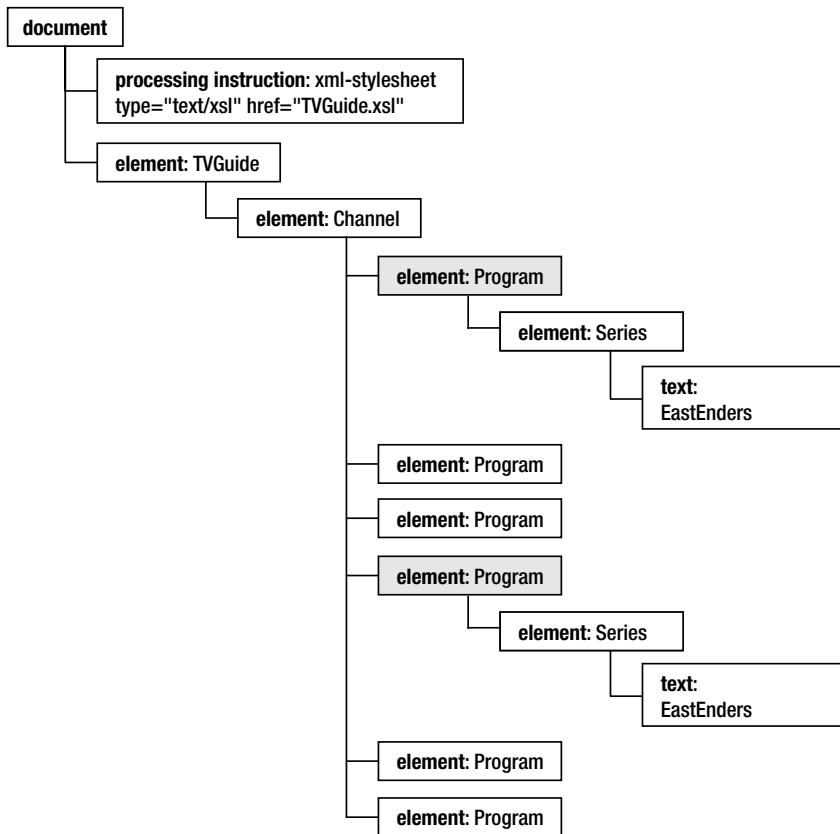 document
processing instruction: xml-stylesheet
type="text/xsl" href="TVGuide.xsl"
element: TVGuide
element: Channel
element: Program
element: Series
text:
EastEnders
element: Program
element: Program
element: Program
element: Series
text:
EastEnders
element: Program
element: Program